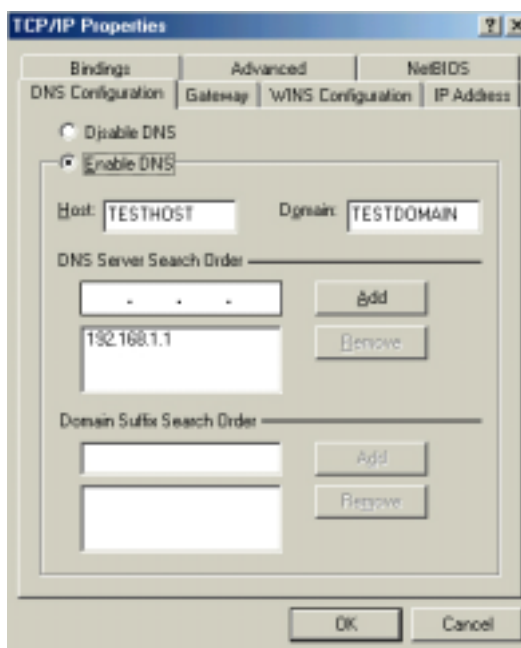 TCP/IP Properties
Bindings
Advanced
NetBIOS
DNS Configuration
Gateway
WINS Configuration
IP Address
Disable DNS
Enable DNS
Host: TESTHOST
Domain: TESTDOMAIN
DNS Server Search Order
. . .
Add
192.168.1.1
Remove
Domain Suffix Search Order
Add
Remove
OK
Cancel